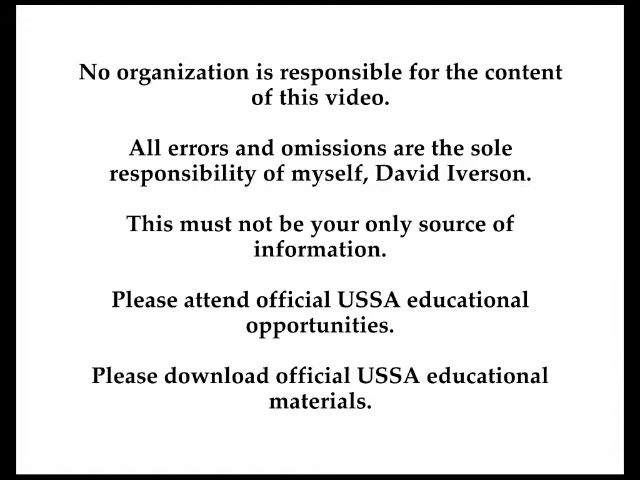 No organization is responsible for the content
of this video.
All errors and omissions are the sole
responsibility of myself, David Iverson.
This must not be your only source of
information.
Please attend official USSA educational
opportunities.
Please download official USSA educational
materials.